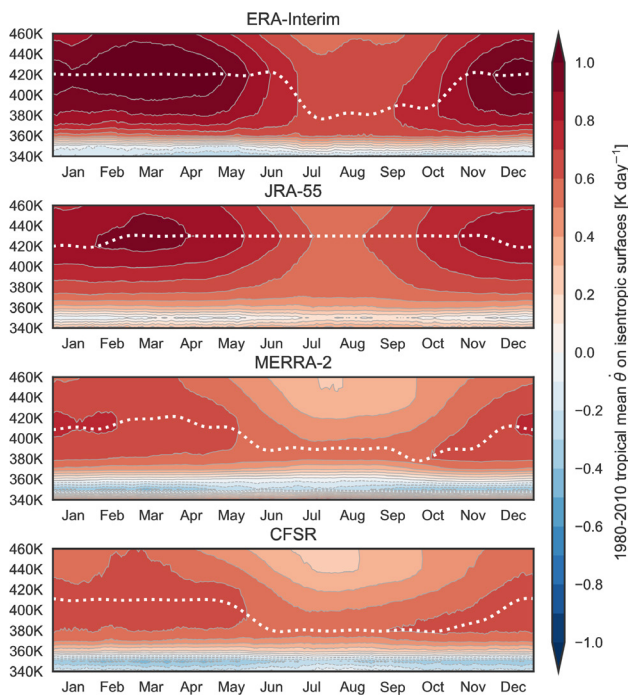 ERA-Interim
460K
440K
420K
400K
380K
360K
340K
Jan Feb Mar Apr May Jun Jul Aug Sep Oct Nov Dec
JRA-55
460K
440K
420K
400K
380K
360K
340K
Jan Feb Mar Apr May Jun Jul Aug Sep Oct Nov Dec
MERRA-2
460K
440K
420K
400K
380K
360K
340K
Jan Feb Mar Apr May Jun Jul Aug Sep Oct Nov Dec
CFSR
460K
440K
420K
400K
380K
360K
340K
Jan Feb Mar Apr May Jun Jul Aug Sep Oct Nov Dec
1.0
0.8
0.6
0.4
0.2
0.0
−0.2
−0.4
−0.6
−0.8
−1.0
1980-2010 tropical mean θ̇ on isentropic surfaces [K day⁻¹]